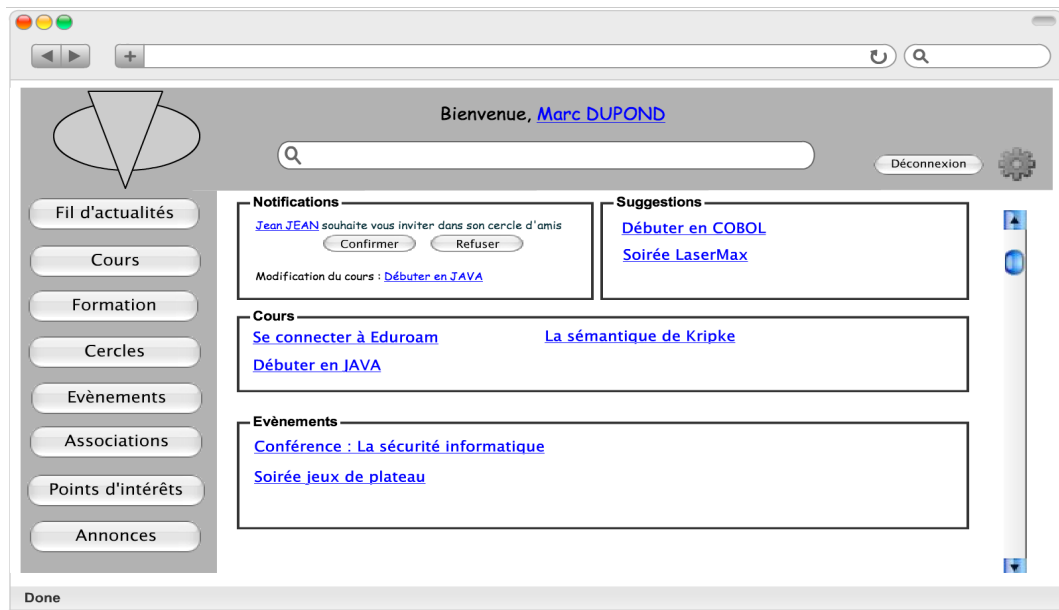 Bienvenue, Marc DUPOND
Déconnexion
Fil d'actualités
Cours
Formation
Cercles
Evènements
Associations
Points d'intérêts
Annonces
Notifications
Jean JEAN souhaite vous inviter dans son cercle d'amis
Confirmer Refuser
Modification du cours : Débuter en JAVA
Suggestions
Débuter en COBOL
Soirée LaserMax
Cours
Se connecter à Eduroam La sémantique de Kripke
Débuter en JAVA
Evènements
Conférence : La sécurité informatique
Soirée jeux de plateau
Done